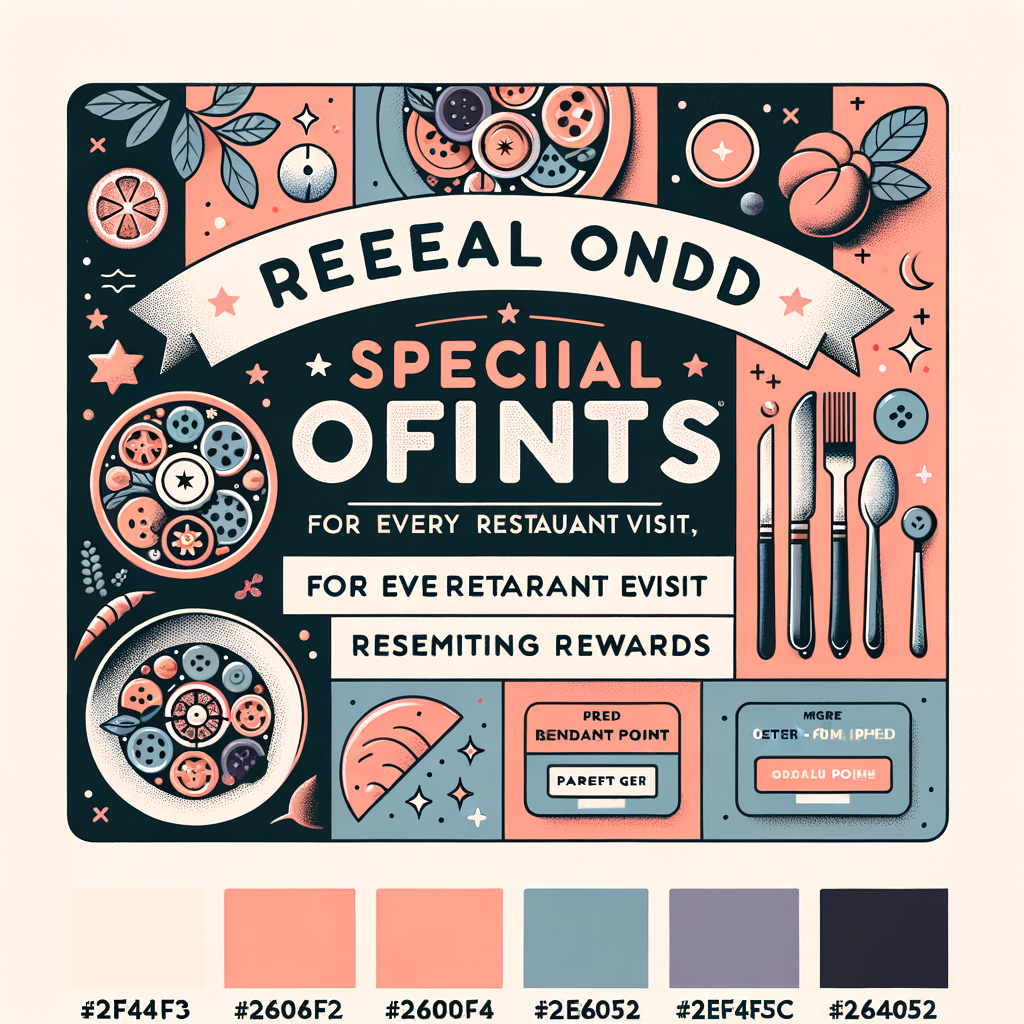 REEEAL ONDD
SPECIIAL
OFINTS
FOR EVERY RESTAUANT VISIT,
FOR EVE RETARANT EVISIT
RESEMITING REWARDS
PRED
BENDANT POINT
PAREFT GER
MIGRE
#2F44F3 #2606F2 #2600F4 #2E6052 #2EF4F5C #264052